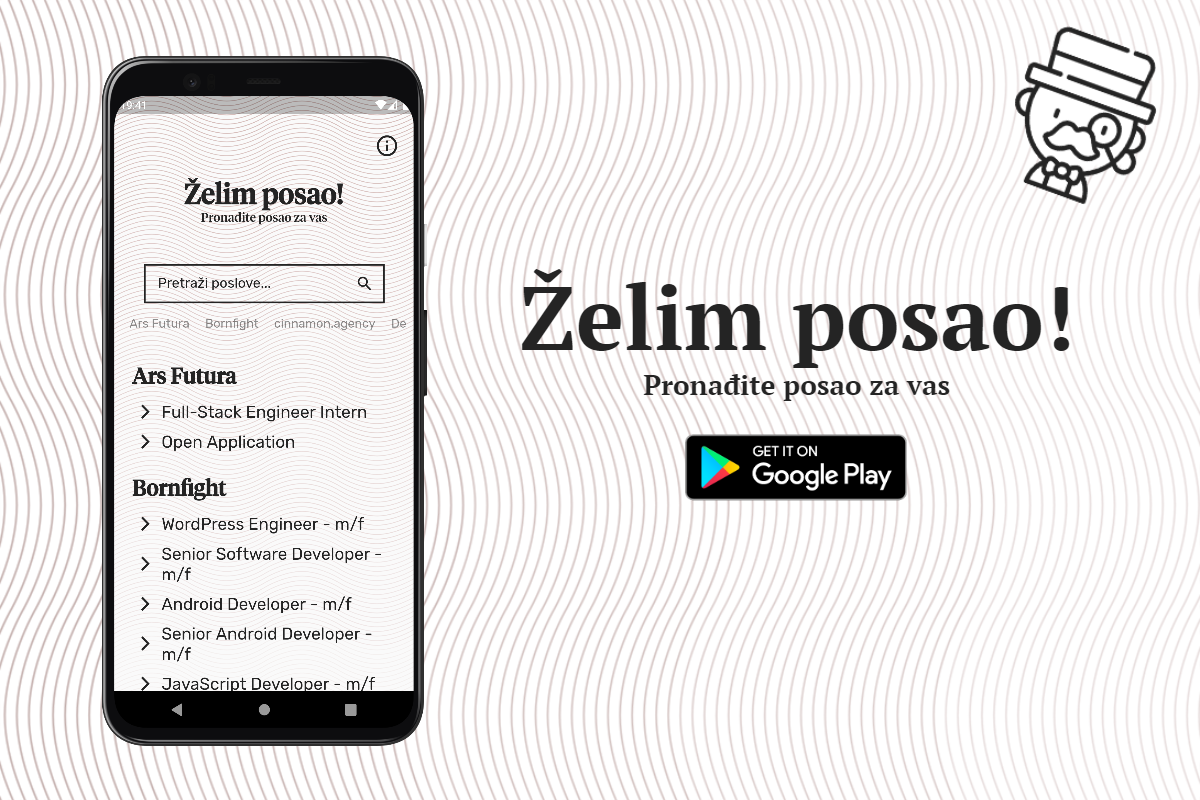 19:41
Želim posao!
Pronađite posao za vas
Pretraži poslove...
Ars Futura Bornfight cinnamon.agency De
Ars Futura
Full-Stack Engineer Intern
Open Application
Bornfight
WordPress Engineer - m/f
Senior Software Developer -
m/f
Android Developer - m/f
Senior Android Developer -
m/f
JavaScript Developer - m/f
Želim posao!
Pronađite posao za vas
GET IT ON
Google Play